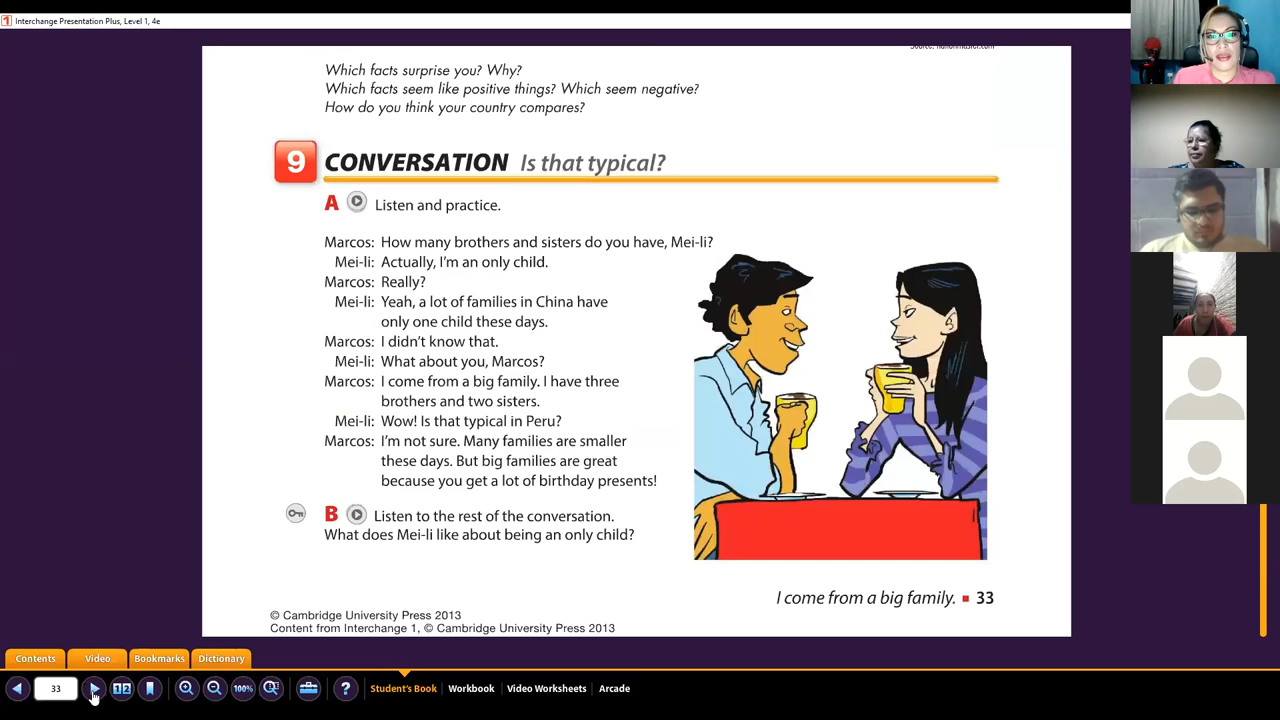 Interchange Presentation Plus, Level 1, 4e
Which facts surprise you? Why?
Which facts seem like positive things? Which seem negative?
How do you think your country compares?
9 CONVERSATION Is that typical?
A Listen and practice.
Marcos: How many brothers and sisters do you have, Mei-li?
Mei-li: Actually, I'm an only child.
Marcos: Really?
Mei-li: Yeah, a lot of families in China have
only one child these days.
Marcos: I didn't know that.
Mei-li: What about you, Marcos?
Marcos: I come from a big family. I have three
brothers and two sisters.
Mei-li: Wow! Is that typical in Peru?
Marcos: I'm not sure. Many families are smaller
these days. But big families are great
because you get a lot of birthday presents!
B Listen to the rest of the conversation.
What does Mei-li like about being an only child?
I come from a big family. ■ 33
© Cambridge University Press 2013
Content from Interchange 1, © Cambridge University Press 2013
Contents Video Bookmarks Dictionary
33 12 100% ? Student's Book Workbook Video Worksheets Arcade